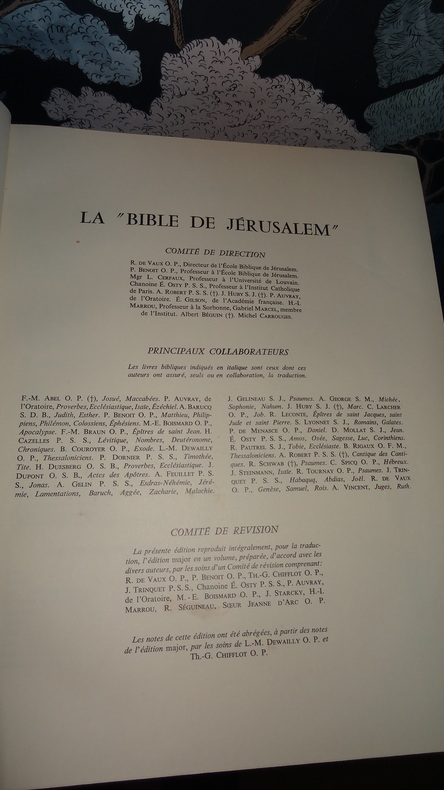 LA "BIBLE DE JÉRUSALEM"
COMITÉ DE DIRECTION
R. DE VAUX O. P., Directeur de l'École Biblique de Jérusalem.
P. BENOIT O. P., Professeur à l'École Biblique de Jérusalem.
Mgr L. CERFAUX, Professeur à l'Université de Louvain.
Chanoine É. OSTY P. S. S., Professeur à l'Institut Catholique
de Paris. A. ROBERT P. S. S. (†). J. HUBY S. J. (†). P. AUVRAY,
de l'Oratoire. É. GILSON, de l'Académie française. H.-I.
MARROU, Professeur à la Sorbonne, Gabriel MARCEL, membre
de l'Institut. Albert BÉGUIN (†). Michel CARROUGES.
PRINCIPAUX COLLABORATEURS
Les livres bibliques indiqués en italique sont ceux dont ces
auteurs ont assuré, seuls ou en collaboration, la traduction.
F.-M. ABEL O. P. (†), Josué, Maccabées. P. AUVRAY, de
l'Oratoire, Proverbes, Ecclésiastique, Isaïe, Ézéchiel. A. BARUCQ
S. D. B., Judith, Esther. P. BENOIT O. P., Matthieu, Philip-
piens, Philémon, Colossiens, Éphésiens. M.-E. BOISMARD O. P.,
Apocalypse. F.-M. BRAUN O. P., Épîtres de saint Jean. H.
CAZELLES P. S. S., Lévitique, Nombres, Deutéronome,
Chroniques. B. COUROYER O. P., Exode. L.-M. DEWAILLY
O. P., Thessaloniciens. P. DORNIER P. S. S., Timothée,
Tite. H. DUESBERG O. S. B., Proverbes, Ecclésiastique. J.
DUPONT O. S. B., Actes des Apôtres. A. FEUILLET P. S.
S., Jonas. A. GELIN P. S. S., Esdras-Néhémie, Jéré-
mie, Lamentations, Baruch, Aggée, Zacharie, Malachie.
J. GELINEAU S. J., Psaumes. A. GEORGE S. M., Michée,
Sophonie, Nahum. J. HUBY S. J. (†), Marc. C. LARCHER
O. P., Job. R. LECONTE, Épîtres de saint Jacques, saint
Jude et saint Pierre. S. LYONNET S. J., Romains, Galates.
P. DE MENASCE O. P., Daniel. D. MOLLAT S. J., Jean.
É. OSTY P. S. S., Amos, Osée, Sagesse, Luc, Corinthiens.
R. PAUTREL S. J., Tobie, Ecclésiaste. B. RIGAUX O. F. M.,
Thessaloniciens. A. ROBERT P. S. S. (†), Cantique des Canti-
ques. R. SCHWAB (†), Psaumes. C. SPICQ O. P., Hébreux.
J. STEINMANN, Isaïe. R. TOURNAY O. P., Psaumes. J. TRIN-
QUET P. S. S., Habaquq, Abdias, Joël. R. DE VAUX
O. P., Genèse, Samuel, Rois. A. VINCENT, Juges, Ruth.
COMITÉ DE REVISION
La présente édition reproduit intégralement, pour la traduc-
tion, l'édition major en un volume, préparée, d'accord avec les
divers auteurs, par les soins d'un Comité de révision comprenant:
R. DE VAUX O. P., P. BENOIT O. P., TH.-G. CHIFFLOT O. P.,
J. TRINQUET P. S. S., Chanoine É. OSTY P. S. S., P. AUVRAY,
de l'Oratoire, M.-E. BOISMARD O. P., J. STARCKY, H.-I.
MARROU, R. SÉGUINEAU, SŒUR JEANNE D'ARC O. P.
Les notes de cette édition ont été abrégées, à partir des notes
de l'édition major, par les soins de L.-M. DEWAILLY O. P. et
TH.-G. CHIFFLOT O. P.